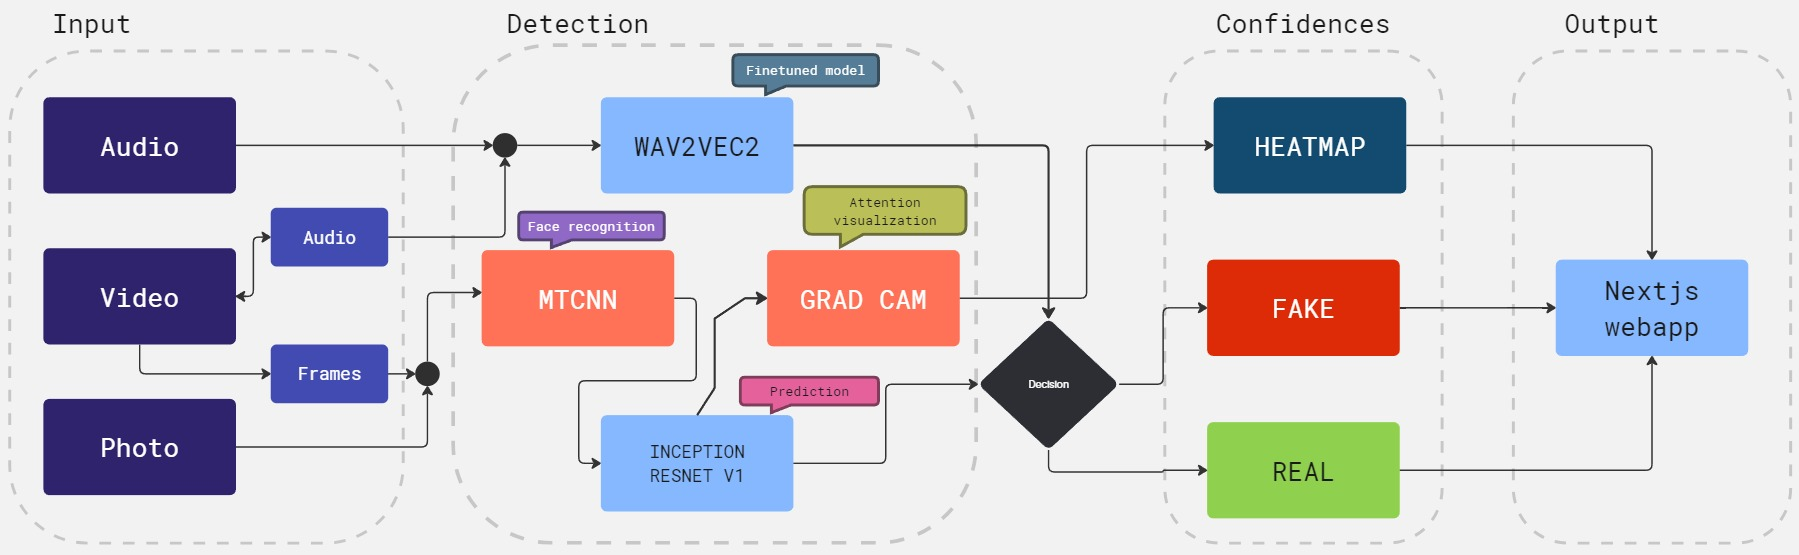 Input
Detection
Confidences
Output
Finetuned model
Audio
WAV2VEC2
HEATMAP
Attention
visualization
Face recognition
Audio
Video
MTCNN
GRAD CAM
FAKE
Nextjs
webapp
Frames
Decision
Prediction
Photo
INCEPTION
RESNET V1
REAL